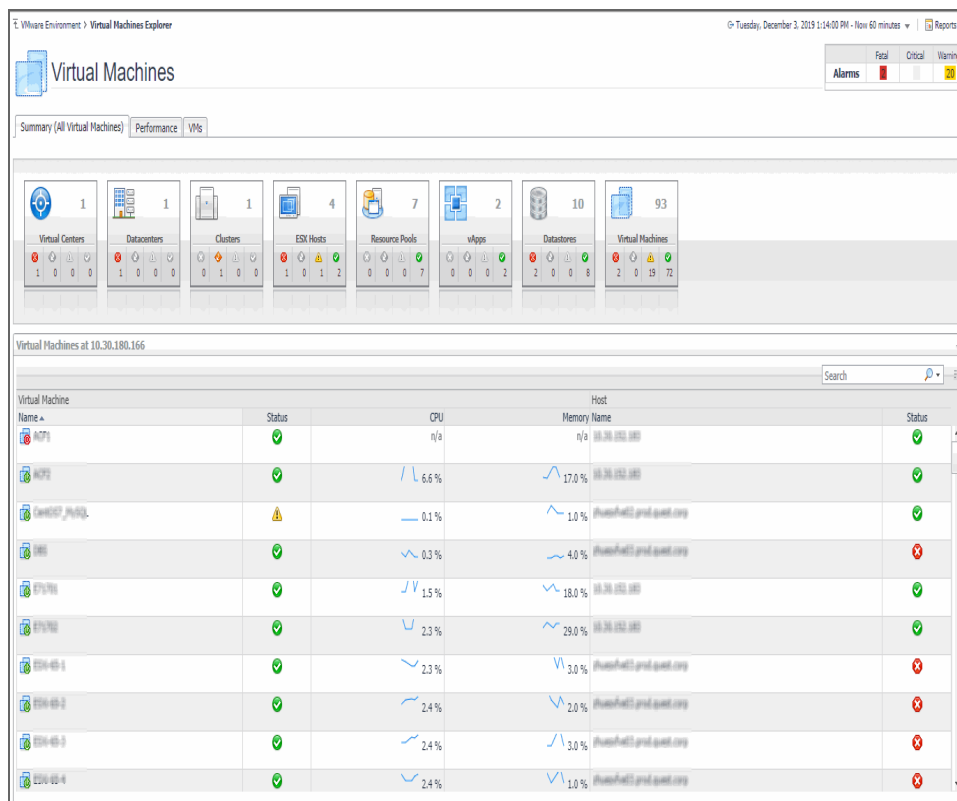 VMware Environment > Virtual Machines Explorer
Tuesday, December 3, 2019 1:14:00 PM - Now 60 minutes
Reports
Virtual Machines
Fatal Critical Warnin
Alarms 2 20
Summary (All Virtual Machines) Performance VMs
1 1 1 4 7 2 10 93
Virtual Centers Datacenters Clusters ESX Hosts Resource Pools vApps Datastores Virtual Machines
1 0 0 0 1 0 0 0 0 1 0 0 1 0 1 2 0 0 0 7 0 0 0 2 2 0 0 8 2 0 19 72
Virtual Machines at 10.30.180.166
Search
Virtual Machine Host
Name Status CPU Memory Name Status
n/a n/a
6.6 % 17.0 %
0.1 % 1.0 %
0.3 % 4.0 %
1.5 % 18.0 %
2.3 % 29.0 %
2.3 % 3.0 %
2.4 % 2.0 %
2.4 % 3.0 %
2.4 % 1.0 %